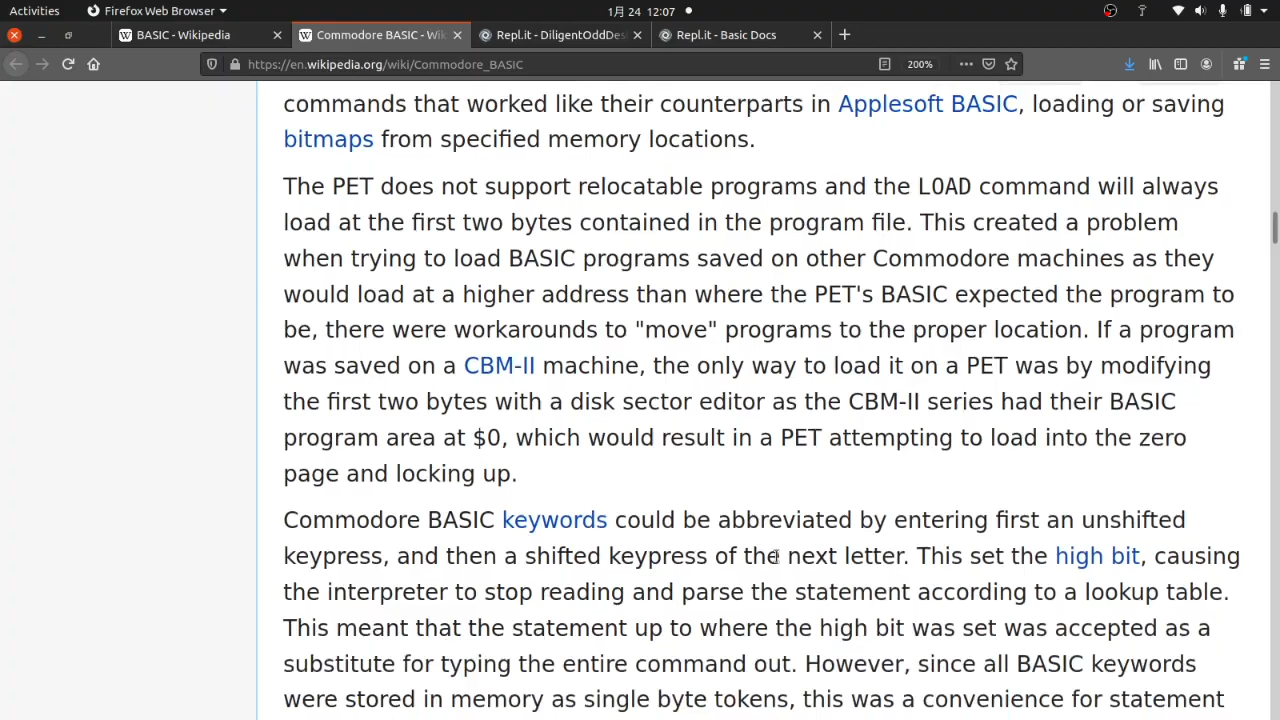 Activities
Firefox Web Browser
1月 24 12:07
BASIC - Wikipedia
Commodore BASIC - Wik
Repl.it - DiligentOddDes
Repl.it - Basic Docs
https://en.wikipedia.org/wiki/Commodore_BASIC
200%
commands that worked like their counterparts in Applesoft BASIC, loading or saving
bitmaps from specified memory locations.
The PET does not support relocatable programs and the LOAD command will always
load at the first two bytes contained in the program file. This created a problem
when trying to load BASIC programs saved on other Commodore machines as they
would load at a higher address than where the PET's BASIC expected the program to
be, there were workarounds to "move" programs to the proper location. If a program
was saved on a CBM-II machine, the only way to load it on a PET was by modifying
the first two bytes with a disk sector editor as the CBM-II series had their BASIC
program area at $0, which would result in a PET attempting to load into the zero
page and locking up.
Commodore BASIC keywords could be abbreviated by entering first an unshifted
keypress, and then a shifted keypress of the next letter. This set the high bit, causing
the interpreter to stop reading and parse the statement according to a lookup table.
This meant that the statement up to where the high bit was set was accepted as a
substitute for typing the entire command out. However, since all BASIC keywords
were stored in memory as single byte tokens, this was a convenience for statement